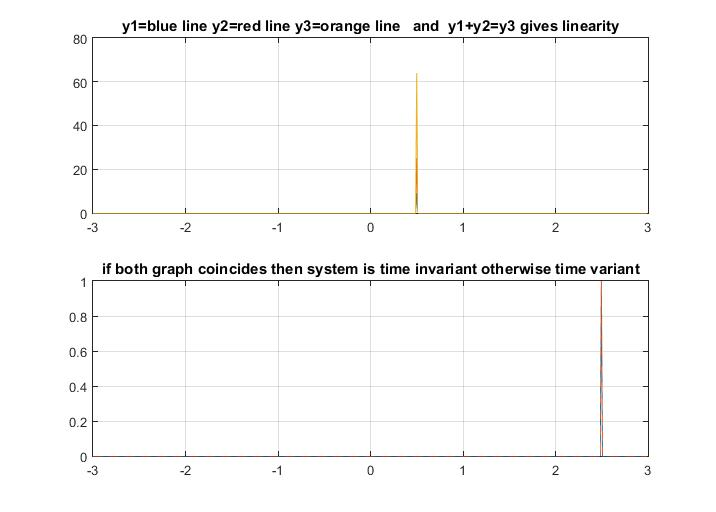 y1=blue line y2=red line y3=orange line   and  y1+y2=y3 gives linearity
80
60
40
20
0
-3 -2 -1 0 1 2 3
if both graph coincides then system is time invariant otherwise time variant
1
0.8
0.6
0.4
0.2
0
-3 -2 -1 0 1 2 3